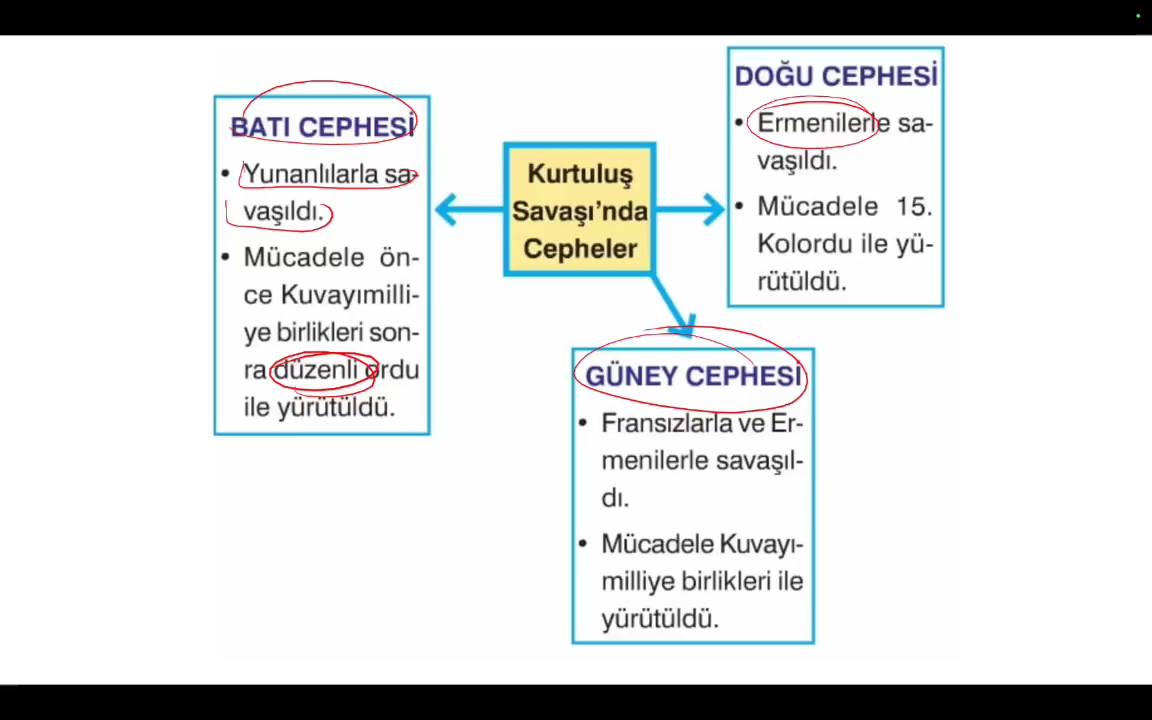 Kurtuluş
Savaşı’nda
Cepheler
BATI CEPHESİ
• Yunanlılarla sa-
vaşıldı.
• Mücadele ön-
ce Kuvayımilli-
ye birlikleri son-
ra düzenli ordu
ile yürütüldü.
DOĞU CEPHESİ
• Ermenilerle sa-
vaşıldı.
• Mücadele 15.
Kolordu ile yü-
rütüldü.
GÜNEY CEPHESİ
• Fransızlarla ve Er-
menilerle savaşıl-
dı.
• Mücadele Kuvayı-
milliye birlikleri ile
yürütüldü.